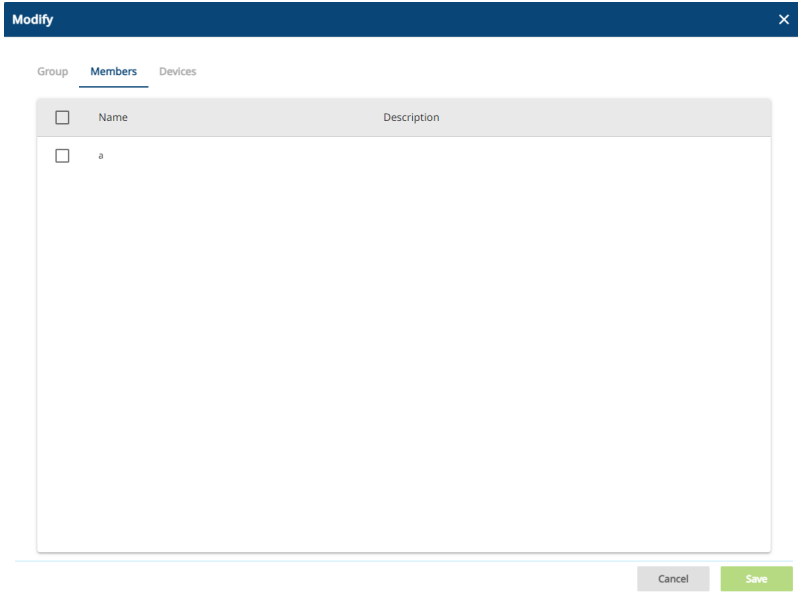 Modify
Group Members Devices
Name Description
a
Cancel Save